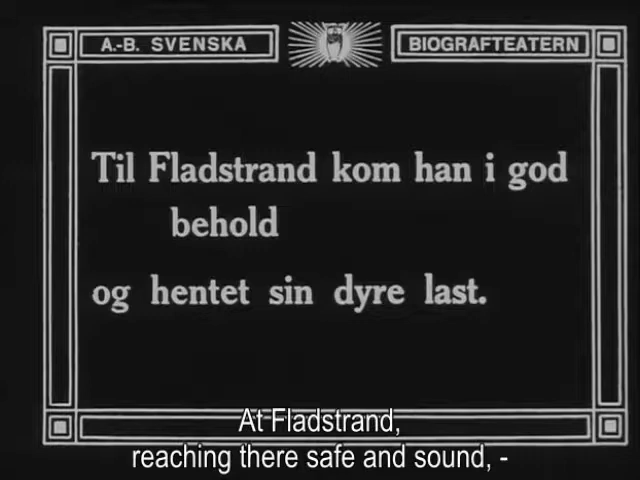 A.-B. SVENSKA BIOGRAFTEATERN
Til Fladstrand kom han i god
behold
og hentet sin dyre last.
At Fladstrand,
reaching there safe and sound, -